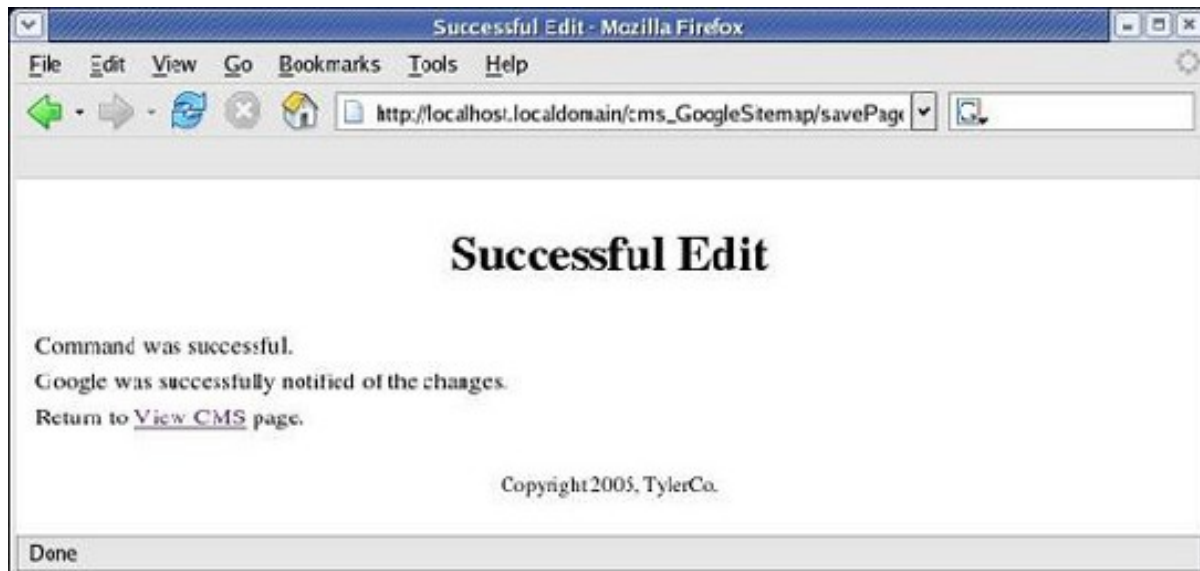 Successful Edit - Mozilla Firefox
File Edit View Go Bookmarks Tools Help
http://localhost.localdomain/cms_GoogleSitemap/savePage
Successful Edit
Command was successful.
Google was successfully notified of the changes.
Return to View CMS page.
Copyright 2005, TylerCo.
Done